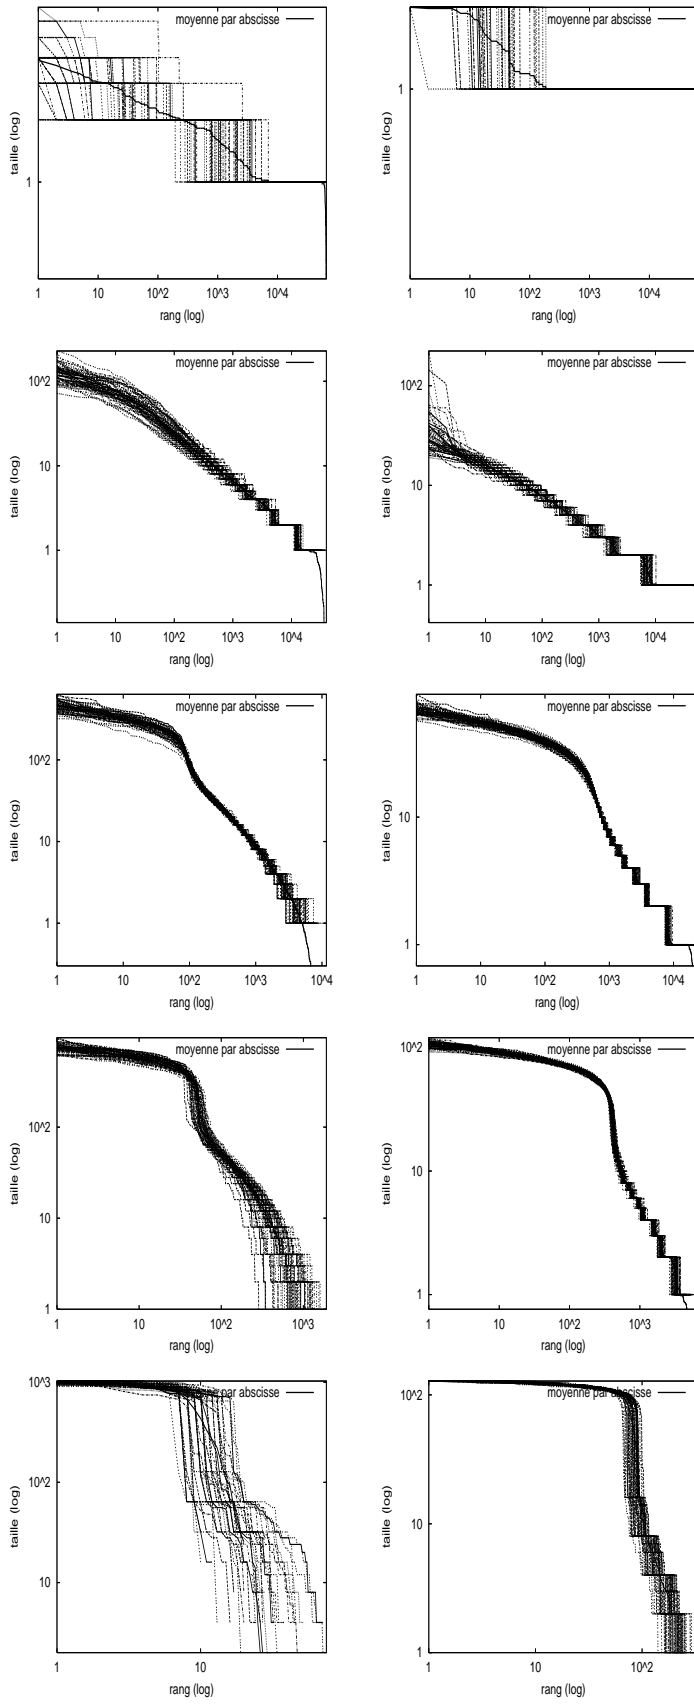 moyenne par abscisse
taille (log)
1
1 10 10^2 10^3 10^4
rang (log)
moyenne par abscisse
taille (log)
1
1 10 10^2 10^3 10^4
rang (log)
moyenne par abscisse
taille (log)
10^2
10
1
1 10 10^2 10^3 10^4
rang (log)
moyenne par abscisse
taille (log)
10^2
10
1
1 10 10^2 10^3 10^4
rang (log)
moyenne par abscisse
taille (log)
10^2
10
1
1 10 10^2 10^3 10^4
rang (log)
moyenne par abscisse
taille (log)
10
1
1 10 10^2 10^3 10^4
rang (log)
moyenne par abscisse
taille (log)
10^2
10
1
1 10 10^2 10^3
rang (log)
moyenne par abscisse
taille (log)
10^2
10
1
1 10 10^2 10^3
rang (log)
moyenne par abscisse
taille (log)
10^3
10^2
10
1 10
rang (log)
moyenne par abscisse
taille (log)
10^2
10
1
1 10 10^2
rang (log)